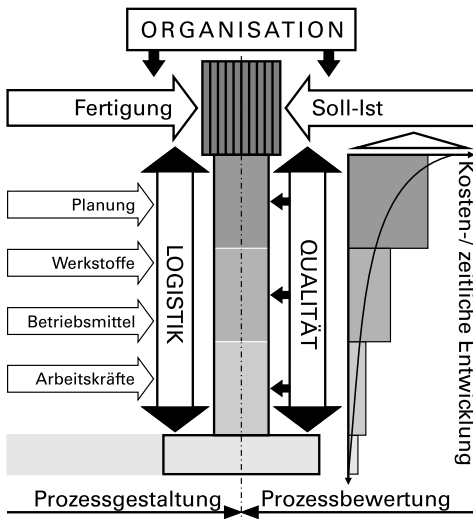 ORGANISATION
Fertigung
Soll-Ist
Planung
Werkstoffe
Betriebsmittel
Arbeitskräfte
LOGISTIK
QUALITÄT
Kosten-/ zeitliche Entwicklung
Prozessgestaltung
Prozessbewertung